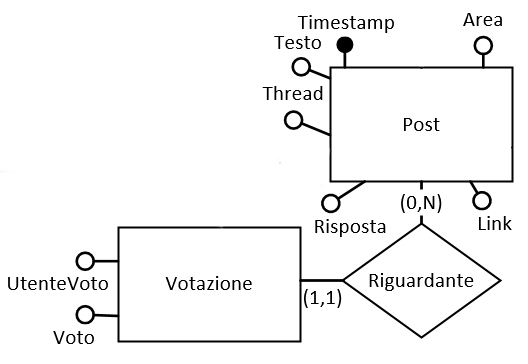 Timestamp
Area
Testo
Thread
Post
Risposta
(0,N)
Link
UtenteVoto
Votazione
(1,1)
Riguardante
Voto